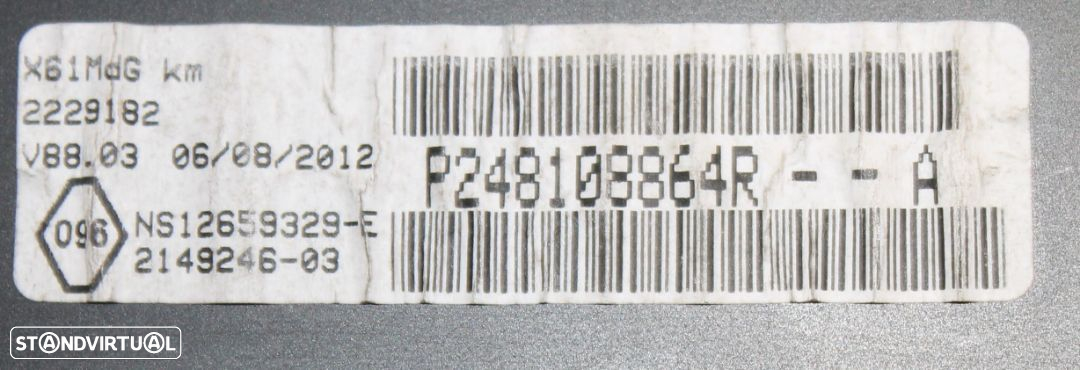 X61MdG km
2229182
V88.03 06/08/2012
096
NS12659329-E
2149246-03
P248108864R - - A
STANDVIRTUAL